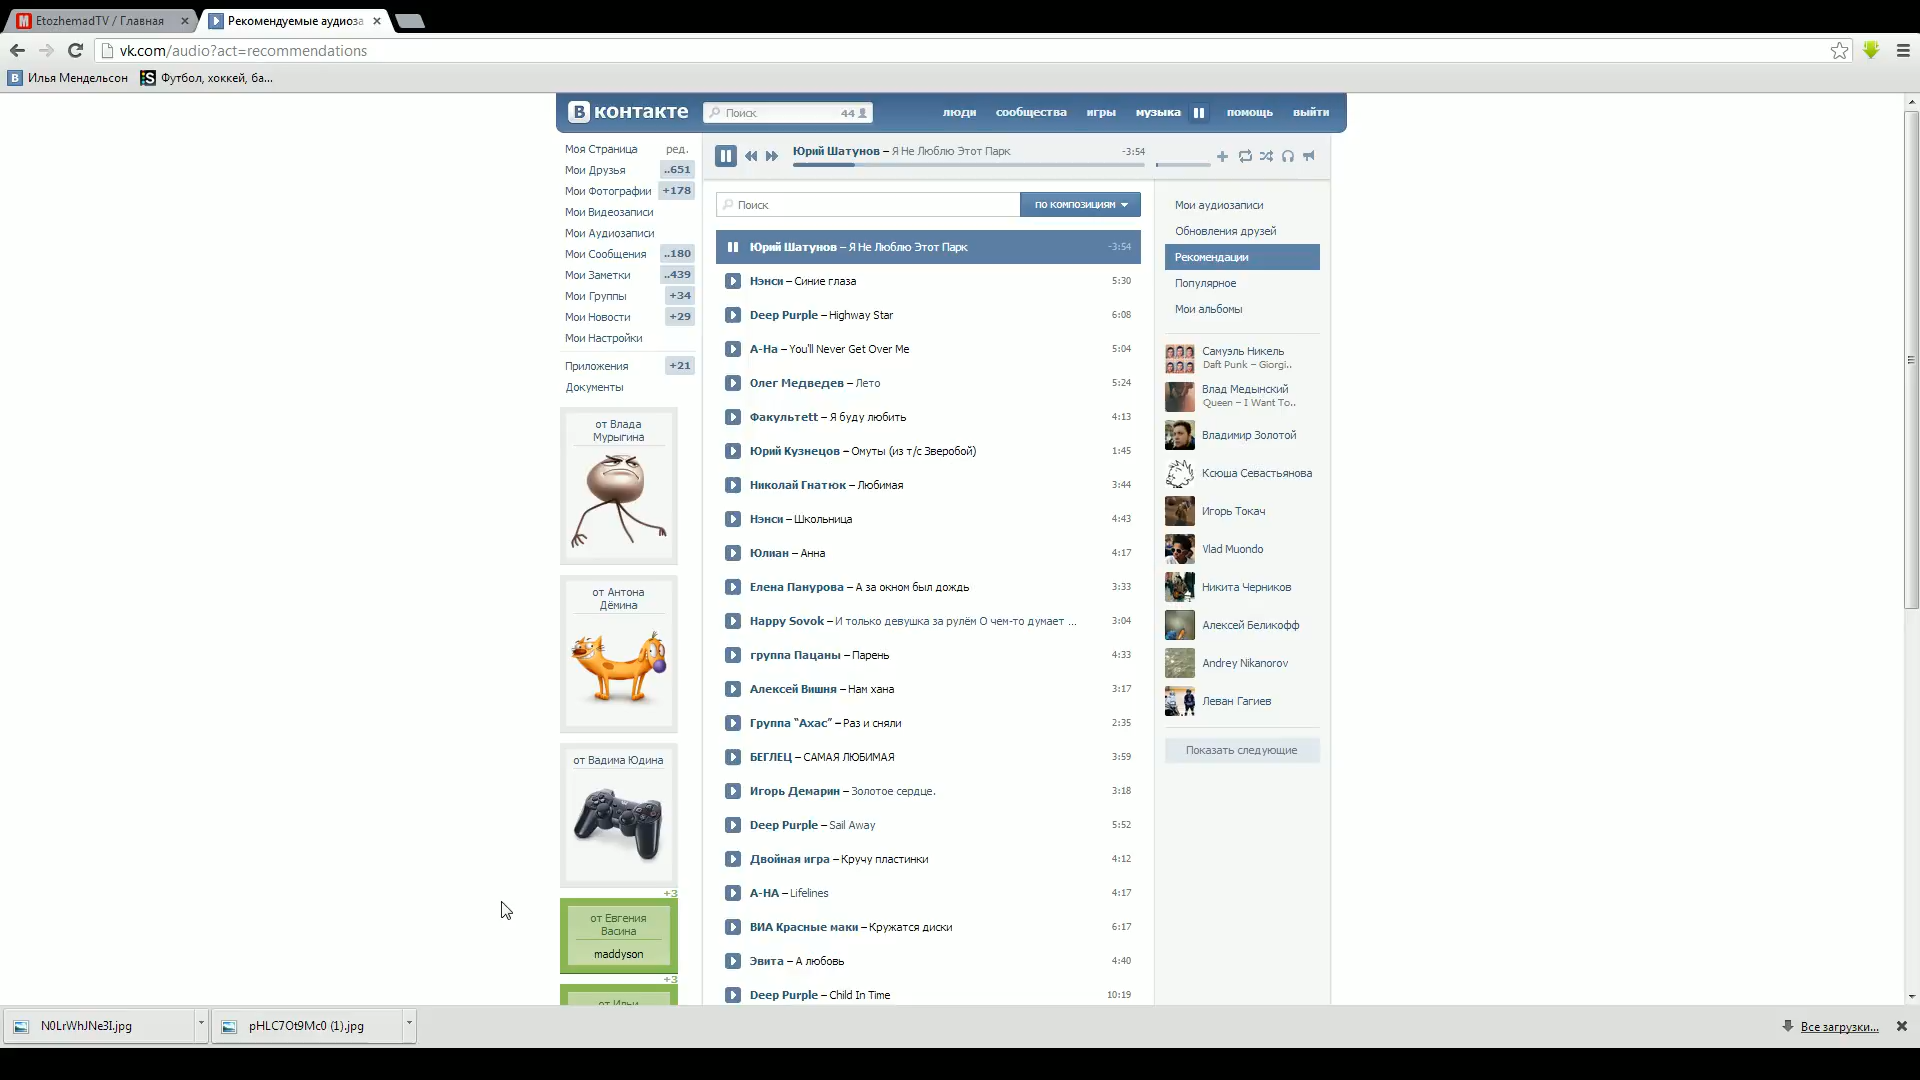 EtozhemadTV / Главная
Рекомендуемые аудиоза
vk.com/audio?act=recommendations
Илья Мендельсон
Футбол, хоккей, ба...
В контакте
Поиск
44
люди
сообщества
игры
музыка
помощь
выйти
Моя Страница
ред.
Мои Друзья
..651
Мои Фотографии
+178
Мои Видеозаписи
Мои Аудиозаписи
Мои Сообщения
..180
Мои Заметки
..439
Мои Группы
+34
Мои Новости
+29
Мои Настройки
Приложения
+21
Документы
от Влада
Мурыгина
от Антона
Дёмина
от Вадима Юдина
+3
от Евгения
Васина
maddyson
+3
от Ильи
Юрий Шатунов – Я Не Люблю Этот Парк
-3:54
Поиск
по композициям
Юрий Шатунов – Я Не Люблю Этот Парк -3:54
Нэнси – Синие глаза 5:30
Deep Purple – Highway Star 6:08
A-Ha – You'll Never Get Over Me 5:04
Олег Медведев – Лето 5:24
Факультетt – Я буду любить 4:13
Юрий Кузнецов – Омуты (из т/с Зверобой) 1:45
Николай Гнатюк – Любимая 3:44
Нэнси – Школьница 4:43
Юлиан – Анна 4:17
Елена Панурова – А за окном был дождь 3:33
Happy Sovok – И только девушка за рулём О чем-то думает ... 3:04
группа Пацаны – Парень 4:33
Алексей Вишня – Нам хана 3:17
Группа “Ахас” – Раз и сняли 2:35
БЕГЛЕЦ – САМАЯ ЛЮБИМАЯ 3:59
Игорь Демарин – Золотое сердце. 3:18
Deep Purple – Sail Away 5:52
Двойная игра – Кручу пластинки 4:12
A-HA – Lifelines 4:17
ВИА Красные маки – Кружатся диски 6:17
Эвита – А любовь 4:40
Deep Purple – Child In Time 10:19
Мои аудиозаписи
Обновления друзей
Рекомендации
Популярное
Мои альбомы
Самуэль Никель
Daft Punk – Giorgi..
Влад Медынский
Queen – I Want To..
Владимир Золотой
Ксюша Севастьянова
Игорь Токач
Vlad Muondo
Никита Черников
Алексей Беликофф
Andrey Nikanorov
Леван Гагиев
Показать следующие
N0LrWhJNe3I.jpg
pHLC7Ot9Mc0 (1).jpg
Все загрузки...